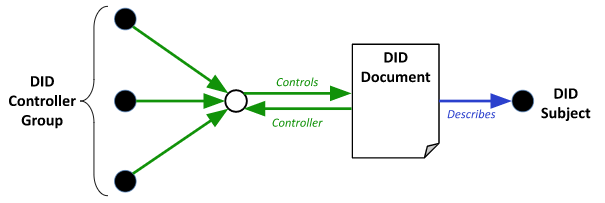 DID
Controller
Group
Controls
Controller
DID
Document
Describes
DID
Subject